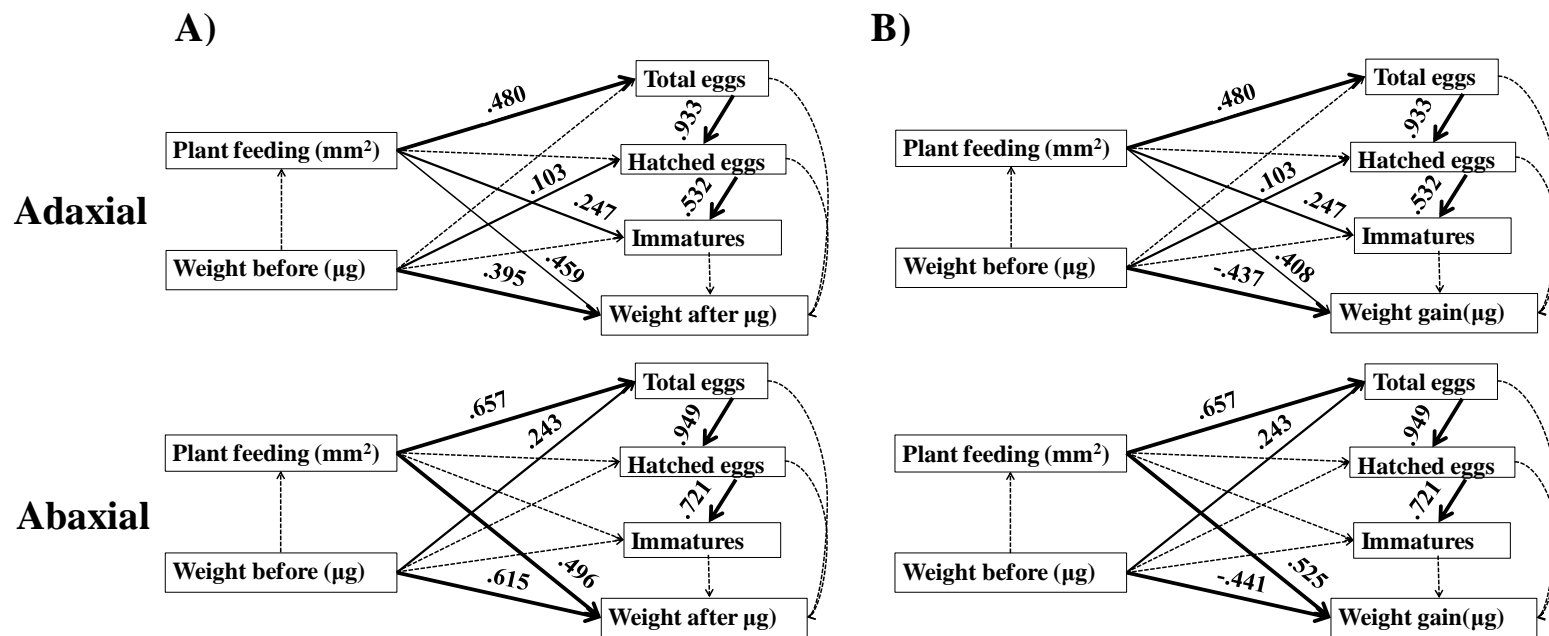 A)
B)
Adaxial
Plant feeding (mm²)
Weight before (µg)
.480
.103
.247
.459
.395
Total eggs
.933
Hatched eggs
.532
Immatures
Weight after µg)
Plant feeding (mm²)
Weight before (µg)
.480
.103
.247
.408
-.437
Total eggs
.933
Hatched eggs
.532
Immatures
Weight gain(µg)
Abaxial
Plant feeding (mm²)
Weight before (µg)
.657
.243
.496
.615
Total eggs
.949
Hatched eggs
.721
Immatures
Weight after µg)
Plant feeding (mm²)
Weight before (µg)
.657
.243
.525
-.441
Total eggs
.949
Hatched eggs
.721
Immatures
Weight gain(µg)